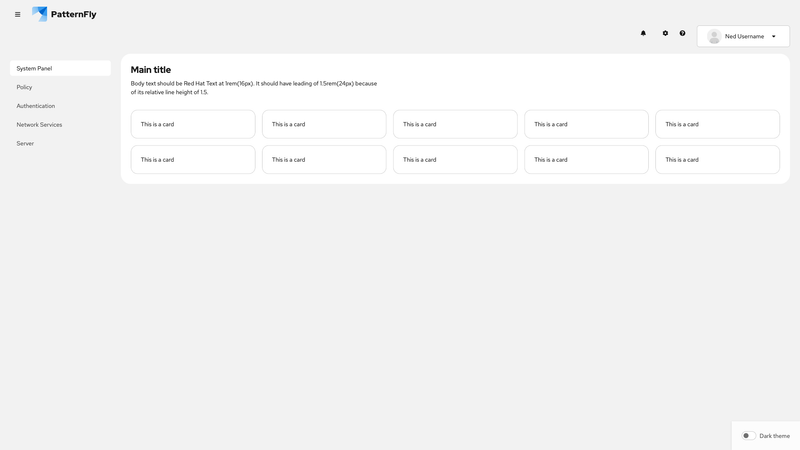 PatternFly
Ned Username
System Panel
Policy
Authentication
Network Services
Server
Main title
Body text should be Red Hat Text at 1rem(16px). It should have leading of 1.5rem(24px) because
of its relative line height of 1.5.
This is a card
This is a card
This is a card
This is a card
This is a card
This is a card
This is a card
This is a card
This is a card
This is a card
Dark theme